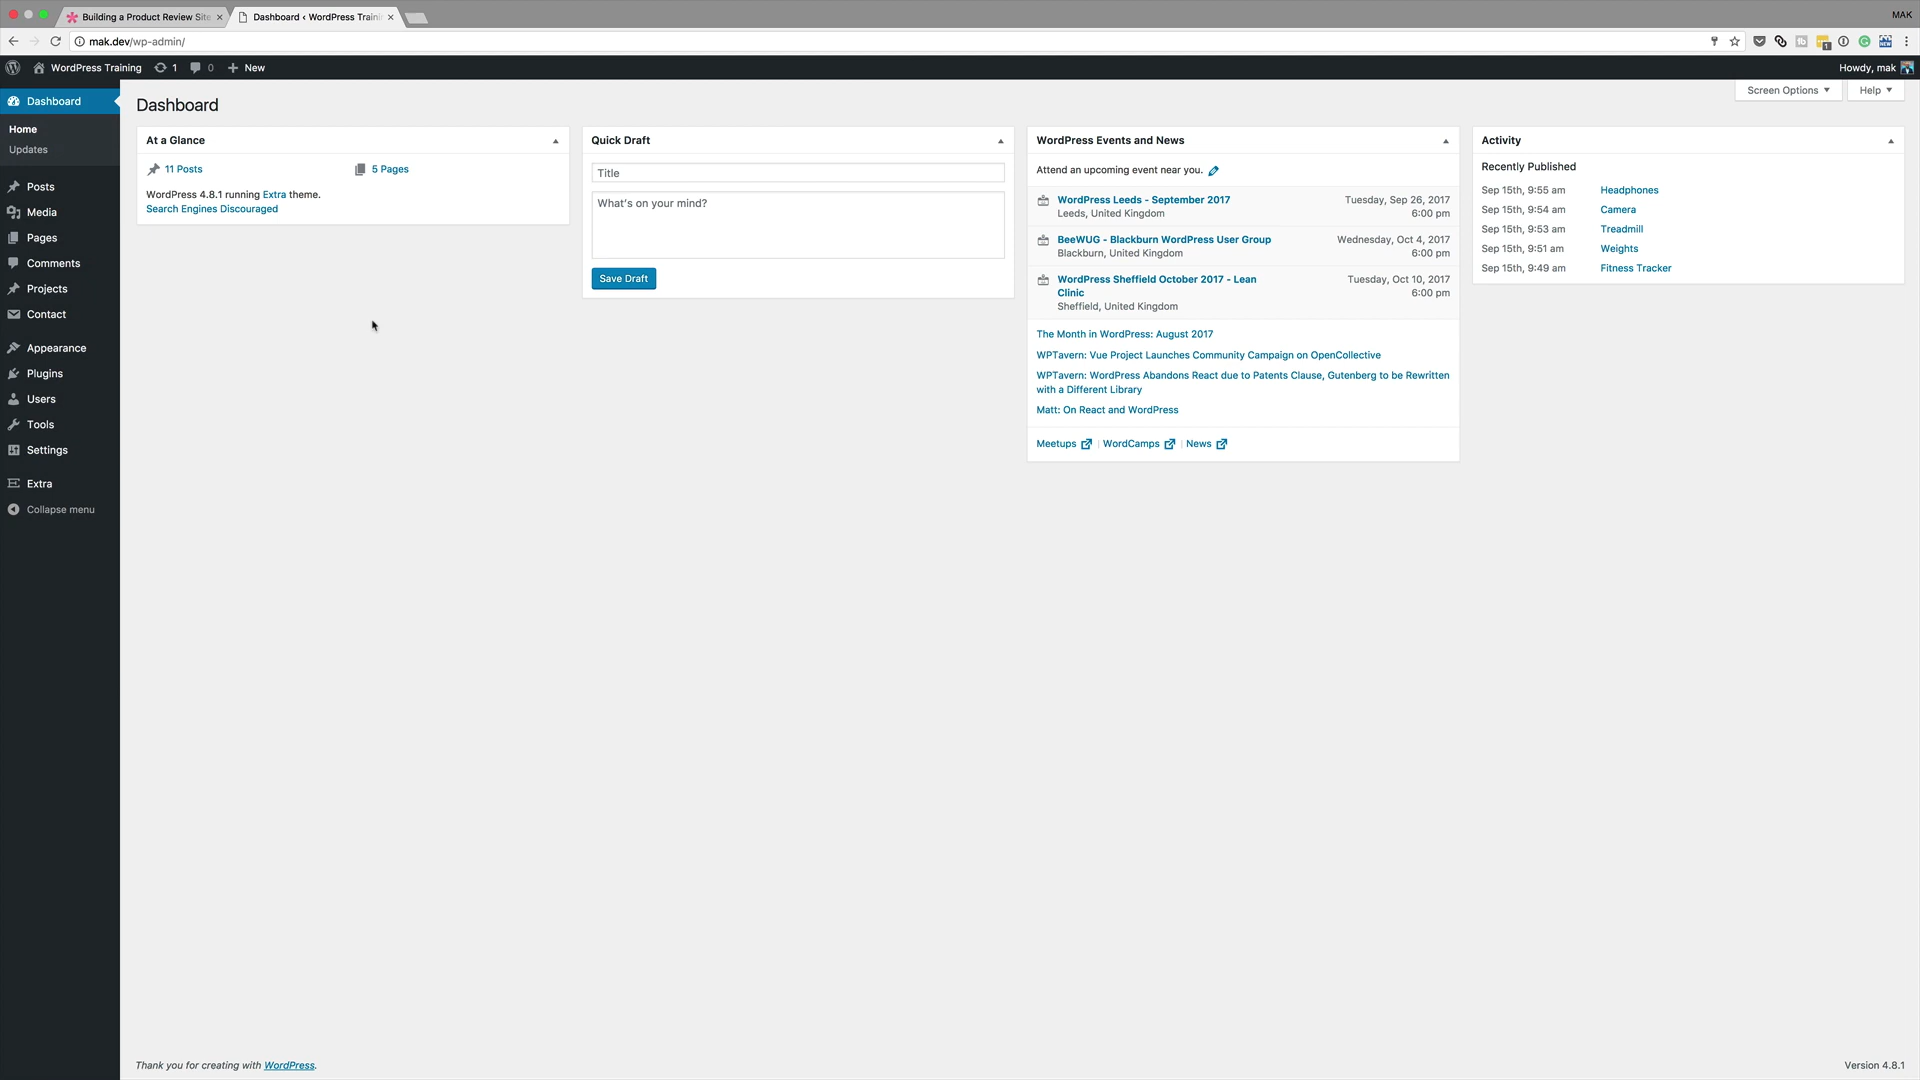 Building a Product Review Site
Dashboard ‹ WordPress Traini
MAK
mak.dev/wp-admin/
WordPress Training
1
0
New
Howdy, mak
Dashboard
Home
Updates
Posts
Media
Pages
Comments
Projects
Contact
Appearance
Plugins
Users
Tools
Settings
Extra
Collapse menu
Dashboard
Screen Options
Help
At a Glance
11 Posts
5 Pages
WordPress 4.8.1 running Extra theme.
Search Engines Discouraged
Quick Draft
Title
What's on your mind?
Save Draft
WordPress Events and News
Attend an upcoming event near you.
WordPress Leeds - September 2017
Leeds, United Kingdom
Tuesday, Sep 26, 2017
6:00 pm
BeeWUG - Blackburn WordPress User Group
Blackburn, United Kingdom
Wednesday, Oct 4, 2017
6:00 pm
WordPress Sheffield October 2017 - Lean
Clinic
Sheffield, United Kingdom
Tuesday, Oct 10, 2017
6:00 pm
The Month in WordPress: August 2017
WPTavern: Vue Project Launches Community Campaign on OpenCollective
WPTavern: WordPress Abandons React due to Patents Clause, Gutenberg to be Rewritten
with a Different Library
Matt: On React and WordPress
Meetups | WordCamps | News
Activity
Recently Published
Sep 15th, 9:55 am Headphones
Sep 15th, 9:54 am Camera
Sep 15th, 9:53 am Treadmill
Sep 15th, 9:51 am Weights
Sep 15th, 9:49 am Fitness Tracker
Thank you for creating with WordPress.
Version 4.8.1